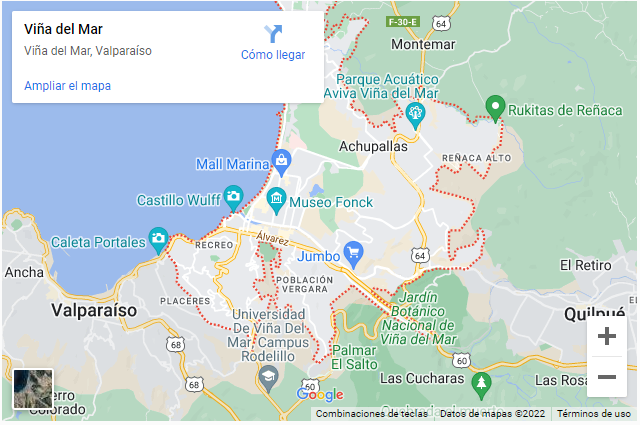 Viña del Mar
Viña del Mar, Valparaíso
Cómo llegar
Ampliar el mapa
F-30-E
64
Montemar
Parque Acuático
Aviva Viña del Mar
Rukitas de Reñaca
Achupallas
REÑACA ALTO
Mall Marina
Castillo Wulff
Museo Fonck
Caleta Portales
RECREO
Álvarez
Jumbo
64
Ancha
POBLACIÓN
VERGARA
El Retiro
PLACERES
Valparaíso
Jardín
Botánico
Nacional de
Viña del Mar
Quilpué
Universidad
De Viña Del
Mar, Campus
Rodelillo
68
Palmar
El Salto
60
Las Cucharas
Las Rosas
68
Cerro
Colorado
Google
Combinaciones de teclas
Datos de mapas ©2022
Términos de uso